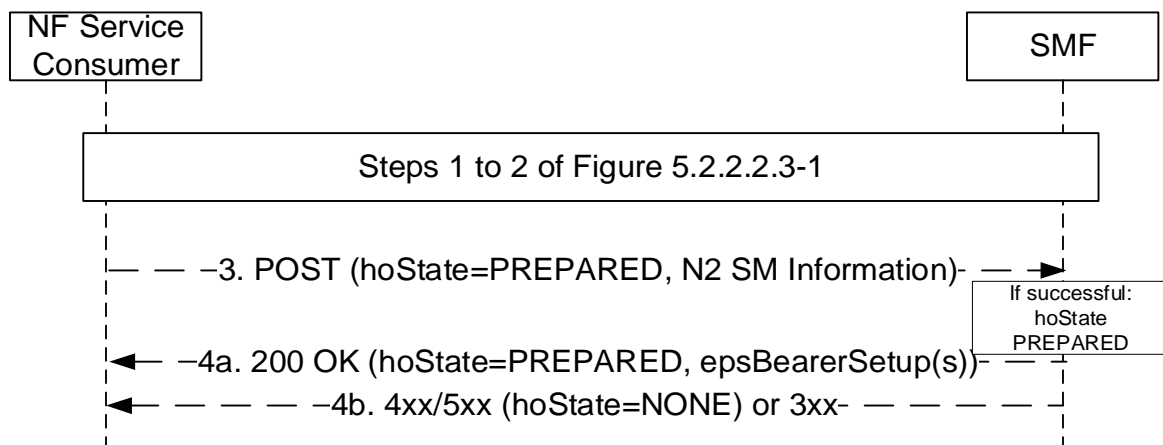 NF Service
Consumer
SMF
Steps 1 to 2 of Figure 5.2.2.2.3-1
3. POST (hoState=PREPARED, N2 SM Information)
If successful:
hoState
PREPARED
4a. 200 OK (hoState=PREPARED, epsBearerSetup(s))
4b. 4xx/5xx (hoState=NONE) or 3xx